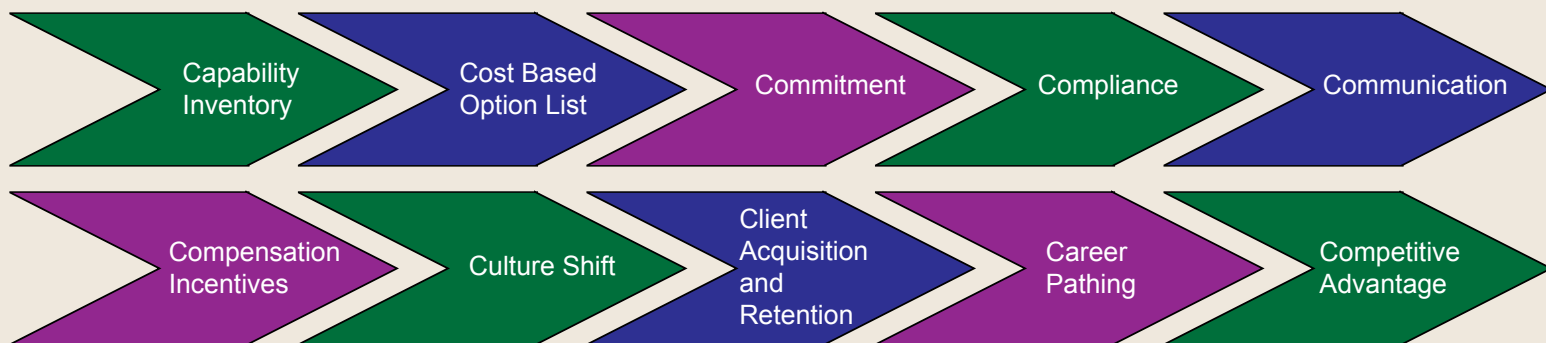 Capability
Inventory
Cost Based
Option List
Commitment
Compliance
Communication
Compensation
Incentives
Culture Shift
Client
Acquisition
and
Retention
Career
Pathing
Competitive
Advantage